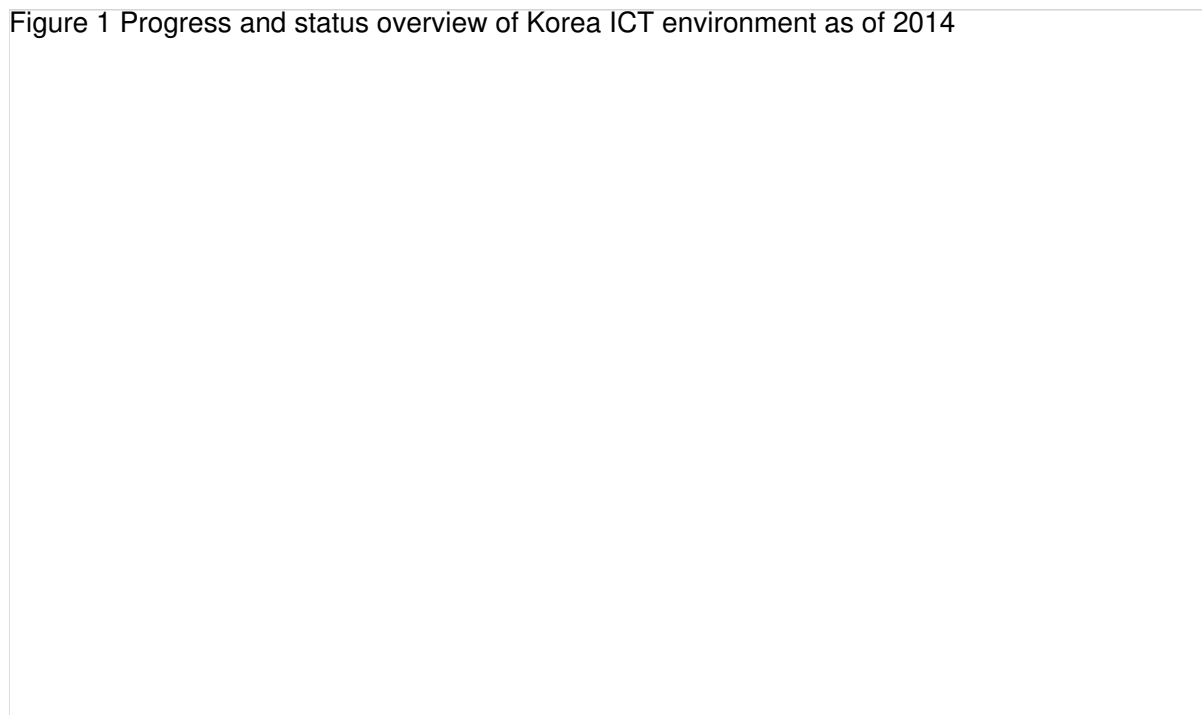 Figure 1 Progress and status overview of Korea ICT environment as of 2014